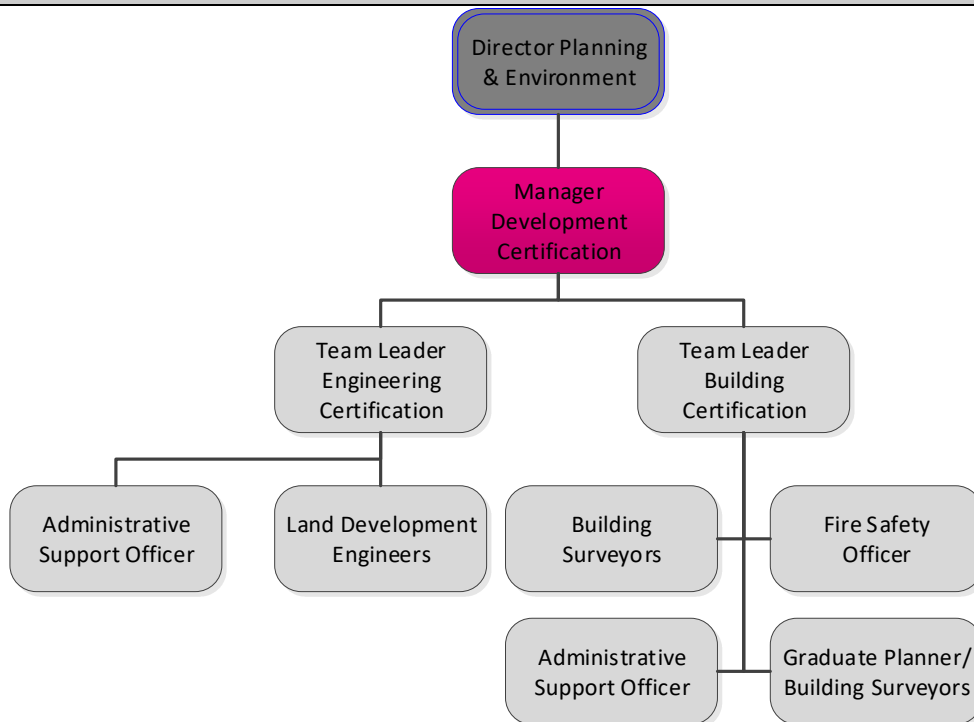 Director Planning
& Environment
Manager
Development
Certification
Team Leader
Engineering
Certification
Team Leader
Building
Certification
Administrative
Support Officer
Land Development
Engineers
Building
Surveyors
Fire Safety
Officer
Administrative
Support Officer
Graduate Planner/
Building Surveyors